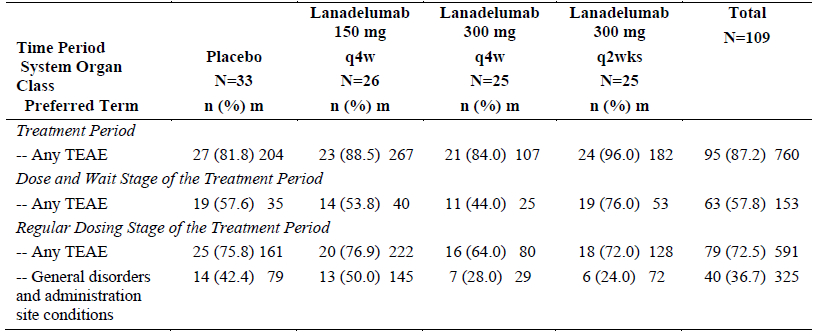 Time Period
System Organ
Class
Preferred Term
Placebo
N=33
n (%) m
Lanadelumab
150 mg
q4w
N=26
n (%) m
Lanadelumab
300 mg
q4w
N=25
n (%) m
Lanadelumab
300 mg
q2wks
N=25
n (%) m
Total
N=109
Treatment Period
-- Any TEAE 27 (81.8) 204 23 (88.5) 267 21 (84.0) 107 24 (96.0) 182 95 (87.2) 760
Dose and Wait Stage of the Treatment Period
-- Any TEAE 19 (57.6) 35 14 (53.8) 40 11 (44.0) 25 19 (76.0) 53 63 (57.8) 153
Regular Dosing Stage of the Treatment Period
-- Any TEAE 25 (75.8) 161 20 (76.9) 222 16 (64.0) 80 18 (72.0) 128 79 (72.5) 591
-- General disorders 14 (42.4) 79 13 (50.0) 145 7 (28.0) 29 6 (24.0) 72 40 (36.7) 325
and administration
site conditions